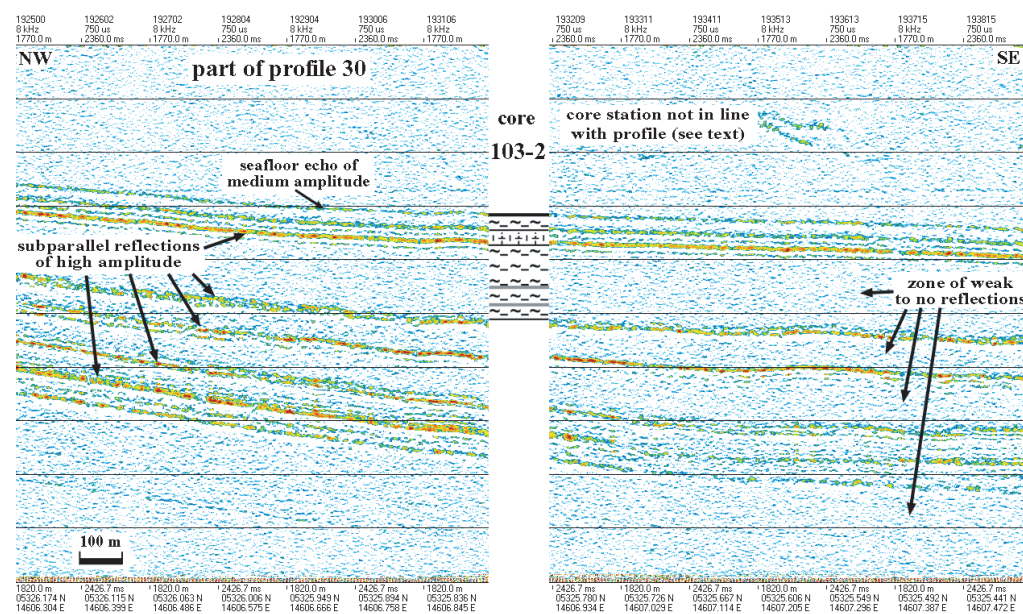 192500 192602 192702 192804 192904 193006 193106 193209 193311 193411 193513 193613 193715 193815
8 kHz 750 us 8 kHz 750 us 8 kHz 750 us 8 kHz 750 us 8 kHz 750 us 8 kHz 750 us 8 kHz 750 us
1770.0 m 2360.0 ms 1770.0 m 2360.0 ms 1770.0 m 2360.0 ms 1770.0 m 2360.0 ms 1770.0 m 2360.0 ms 1770.0 m 2360.0 ms 1770.0 m 2360.0 ms
NW
SE
part of profile 30
core
103-2
core station not in line
with profile (see text)
seafloor echo of
medium amplitude
subparallel reflections
of high amplitude
zone of weak
to no reflections
100 m
1820.0 m 2426.7 ms 1820.0 m 2426.7 ms 1820.0 m 2426.7 ms 1820.0 m 2426.7 ms 1820.0 m 2426.7 ms 1820.0 m 2426.7 ms 1820.0 m 2426.7 ms
05326.174 N 05326.115 N 05326.063 N 05326.006 N 05325.949 N 05325.894 N 05325.836 N 05325.780 N 05325.726 N 05325.667 N 05325.606 N 05325.549 N 05325.492 N 05325.441 N
14606.304 E 14606.399 E 14606.486 E 14606.575 E 14606.666 E 14606.758 E 14606.845 E 14606.934 E 14607.029 E 14607.114 E 14607.205 E 14607.296 E 14607.388 E 14607.472 E